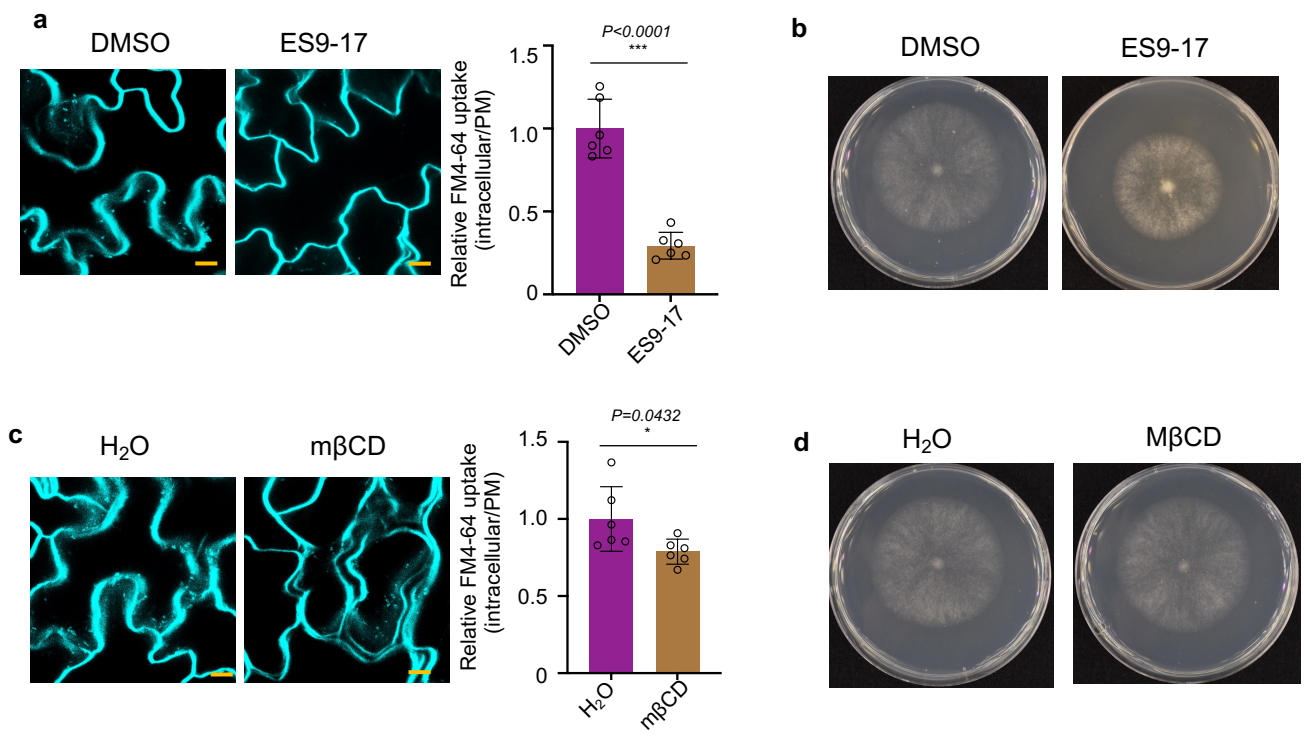 a
DMSO
ES9-17
Relative FM4-64 uptake
(intracellular/PM)
P<0.0001
***
1.5
1.0
0.5
0
DMSO
ES9-17
b
DMSO
ES9-17
c
H₂O
mβCD
Relative FM4-64 uptake
(intracellular/PM)
P=0.0432
*
1.5
1.0
0.5
0
H₂O
mβCD
d
H₂O
MβCD